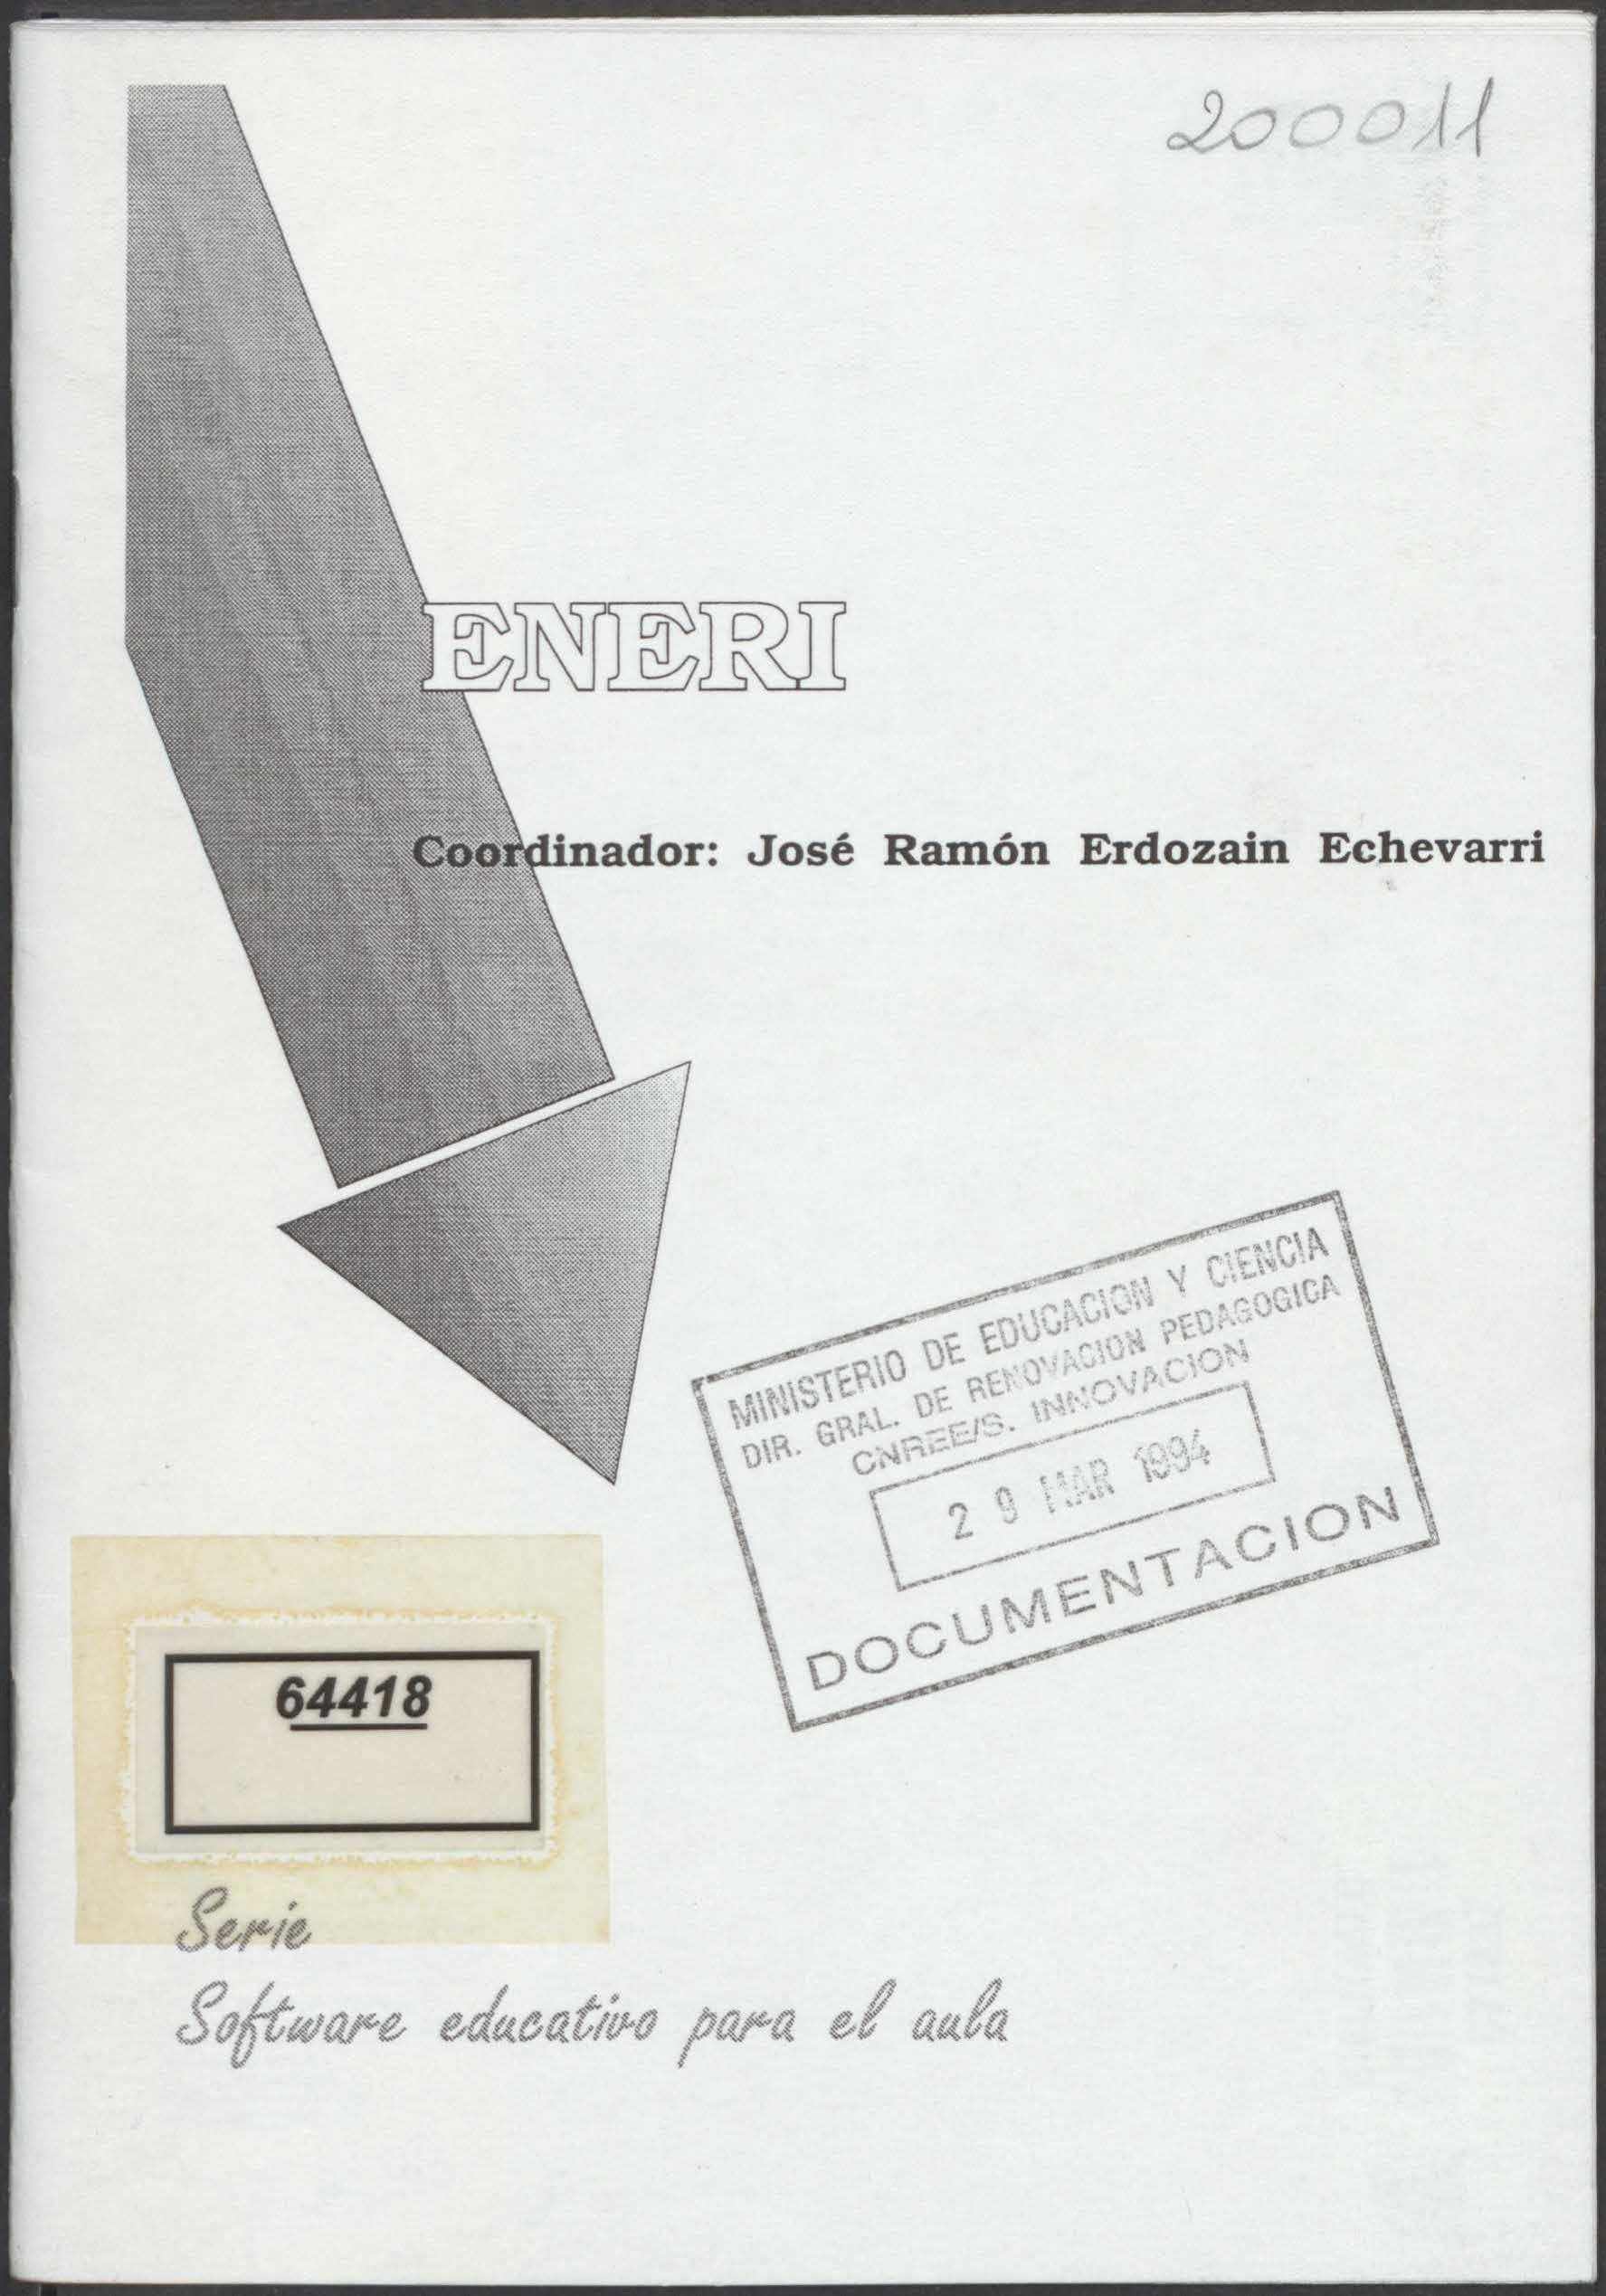 200011
ENERI
Coordinador: José Ramón Erdozain Echevarri
MINISTERIO DE EDUCACION Y CIENCIA
DIR. GRAL. DE RENOVACION PEDAGOGICA
CNREE/S. INNOVACION
29 MAR 1994
DOCUMENTACION
64418
Serie
Software educativo para el aula